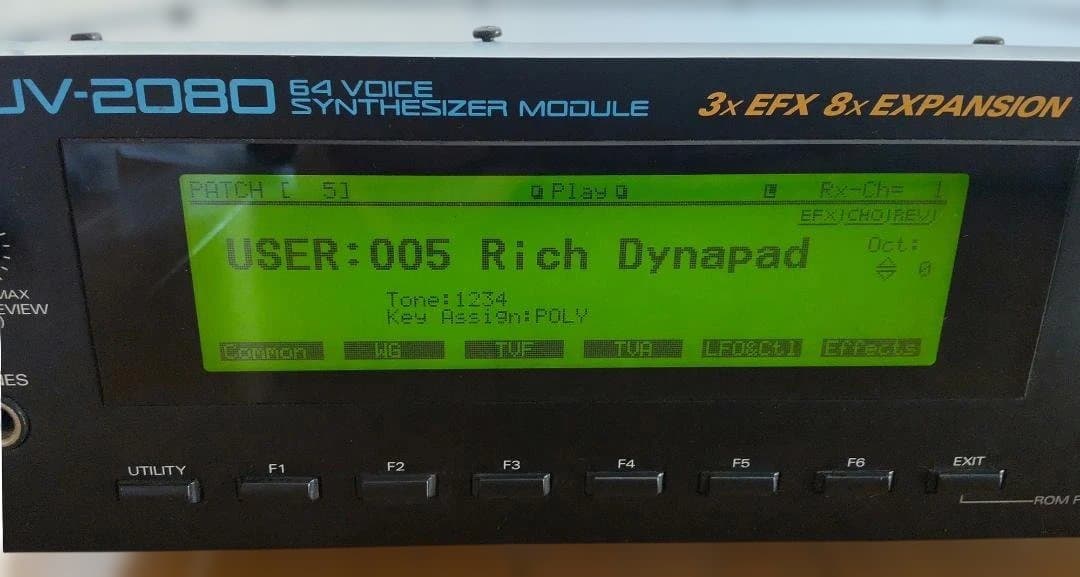 JV-2080 64 VOICE
SYNTHESIZER MODULE
3x EFX 8x EXPANSION
PATCH [ 5] Play Rx-Ch= 1
EFX CHO REV
USER:005 Rich Dynapad
Oct:
0
Tone:1234
Key Assign:POLY
Common WG TVF TVA LFO&Ctl Effects
MAX
UTILITY F1 F2 F3 F4 F5 F6 EXIT
ROM